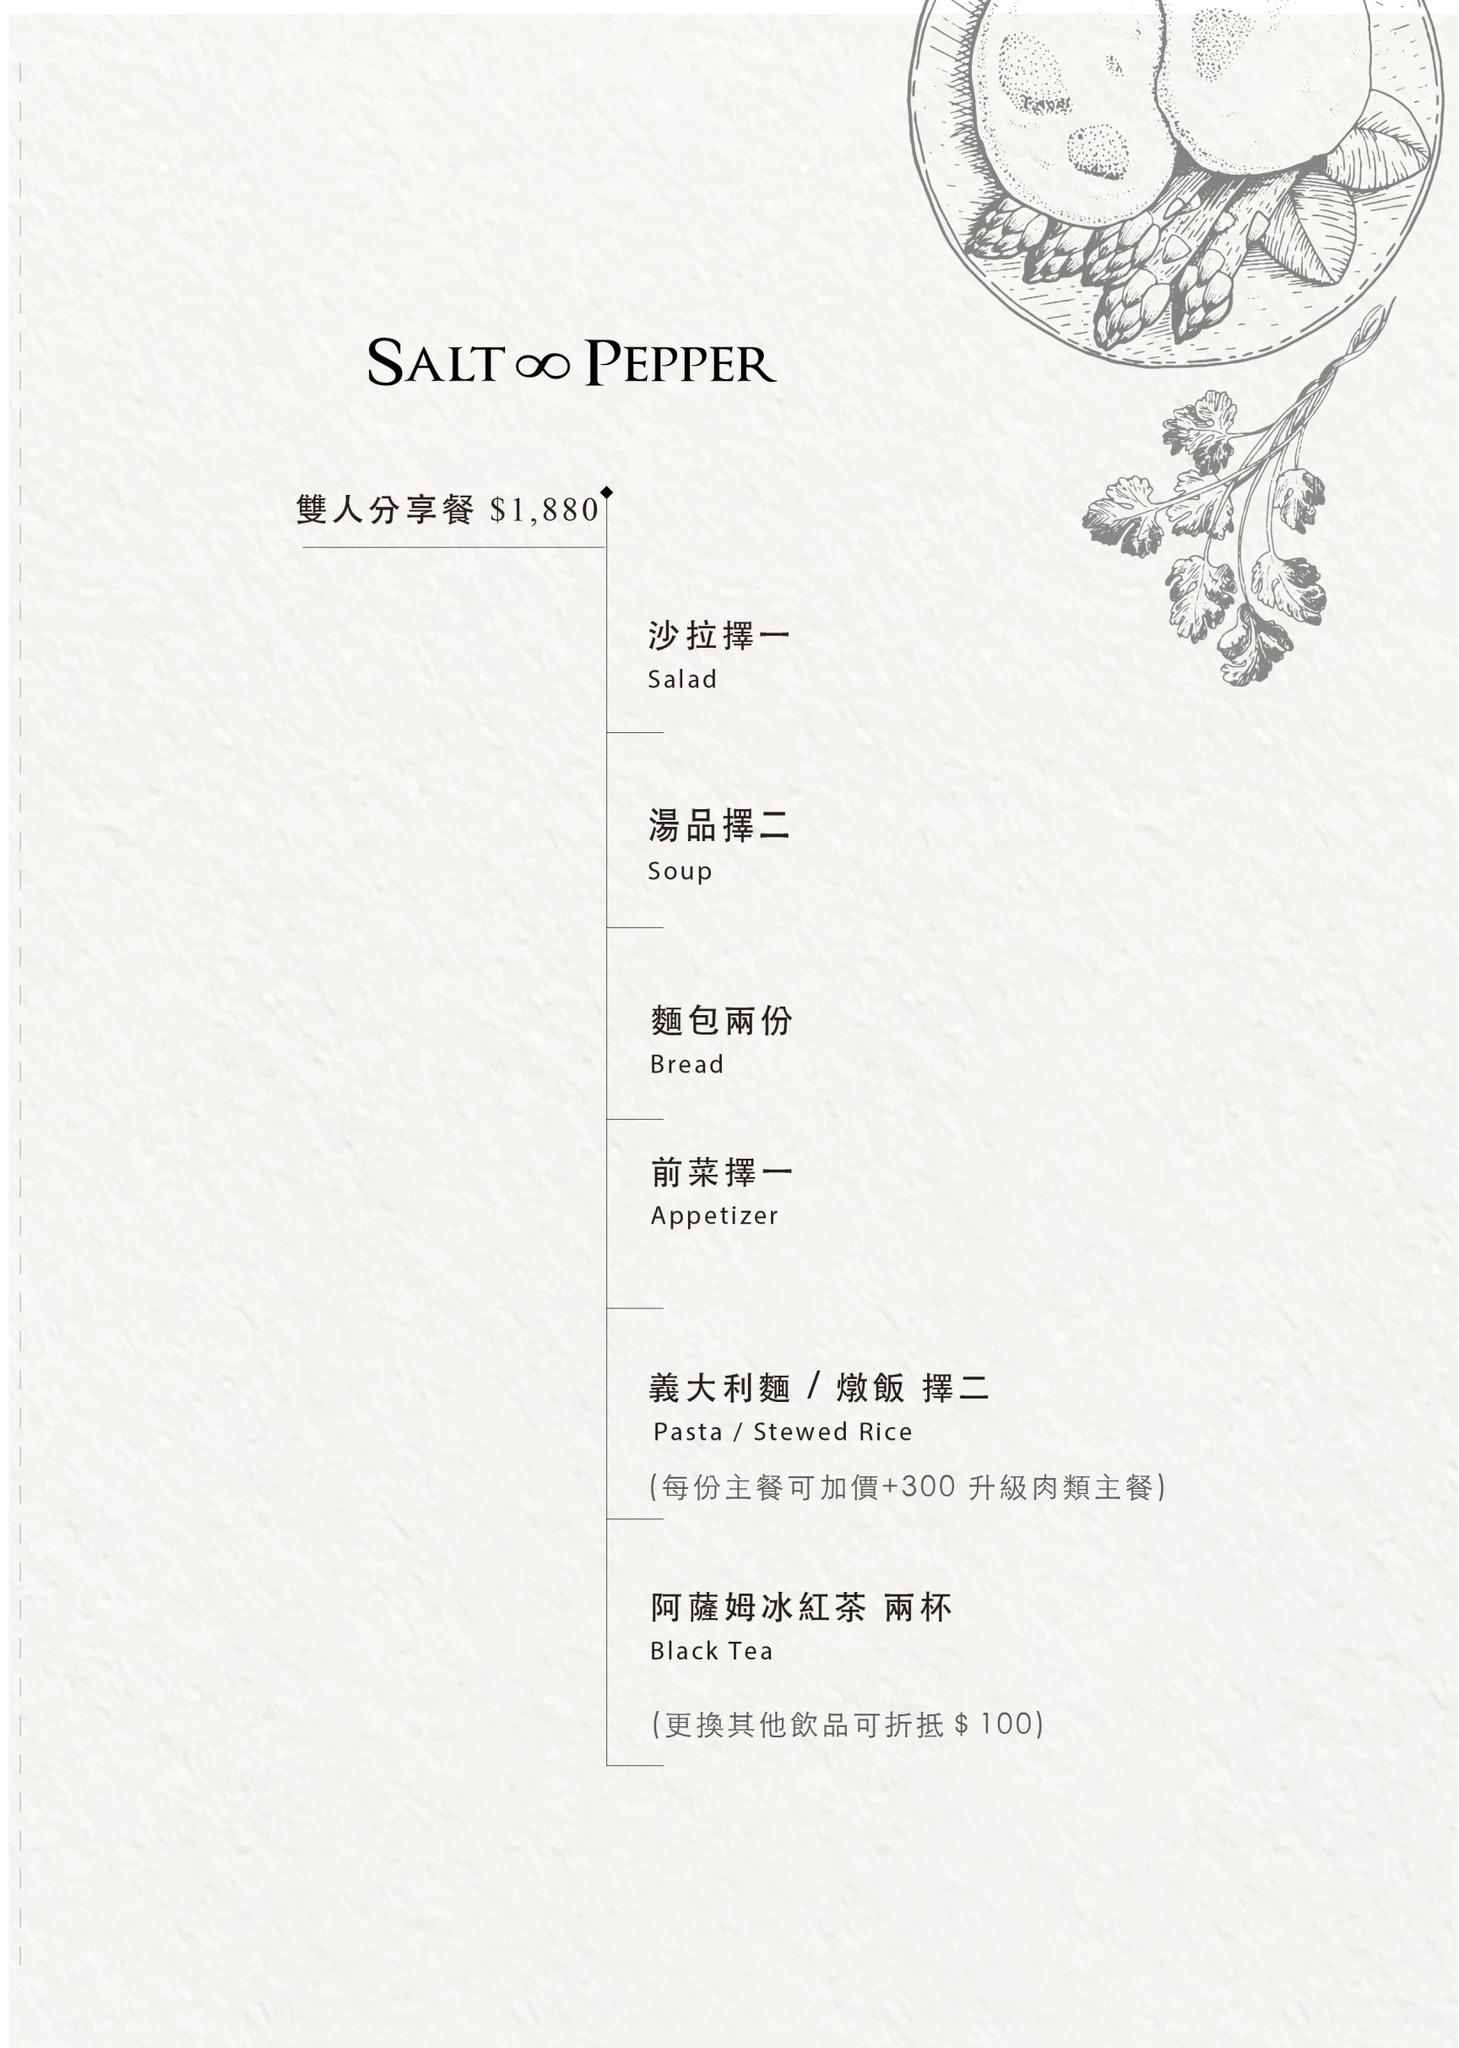 SALT ∞ PEPPER
雙人分享餐 $1,880
沙拉擇一
Salad
湯品擇二
Soup
麵包兩份
Bread
前菜擇一
Appetizer
義大利麵 / 燉飯 擇二
Pasta / Stewed Rice
(每份主餐可加價+300 升級肉類主餐)
阿薩姆冰紅茶 兩杯
Black Tea
(更換其他飲品可折抵 $ 100)